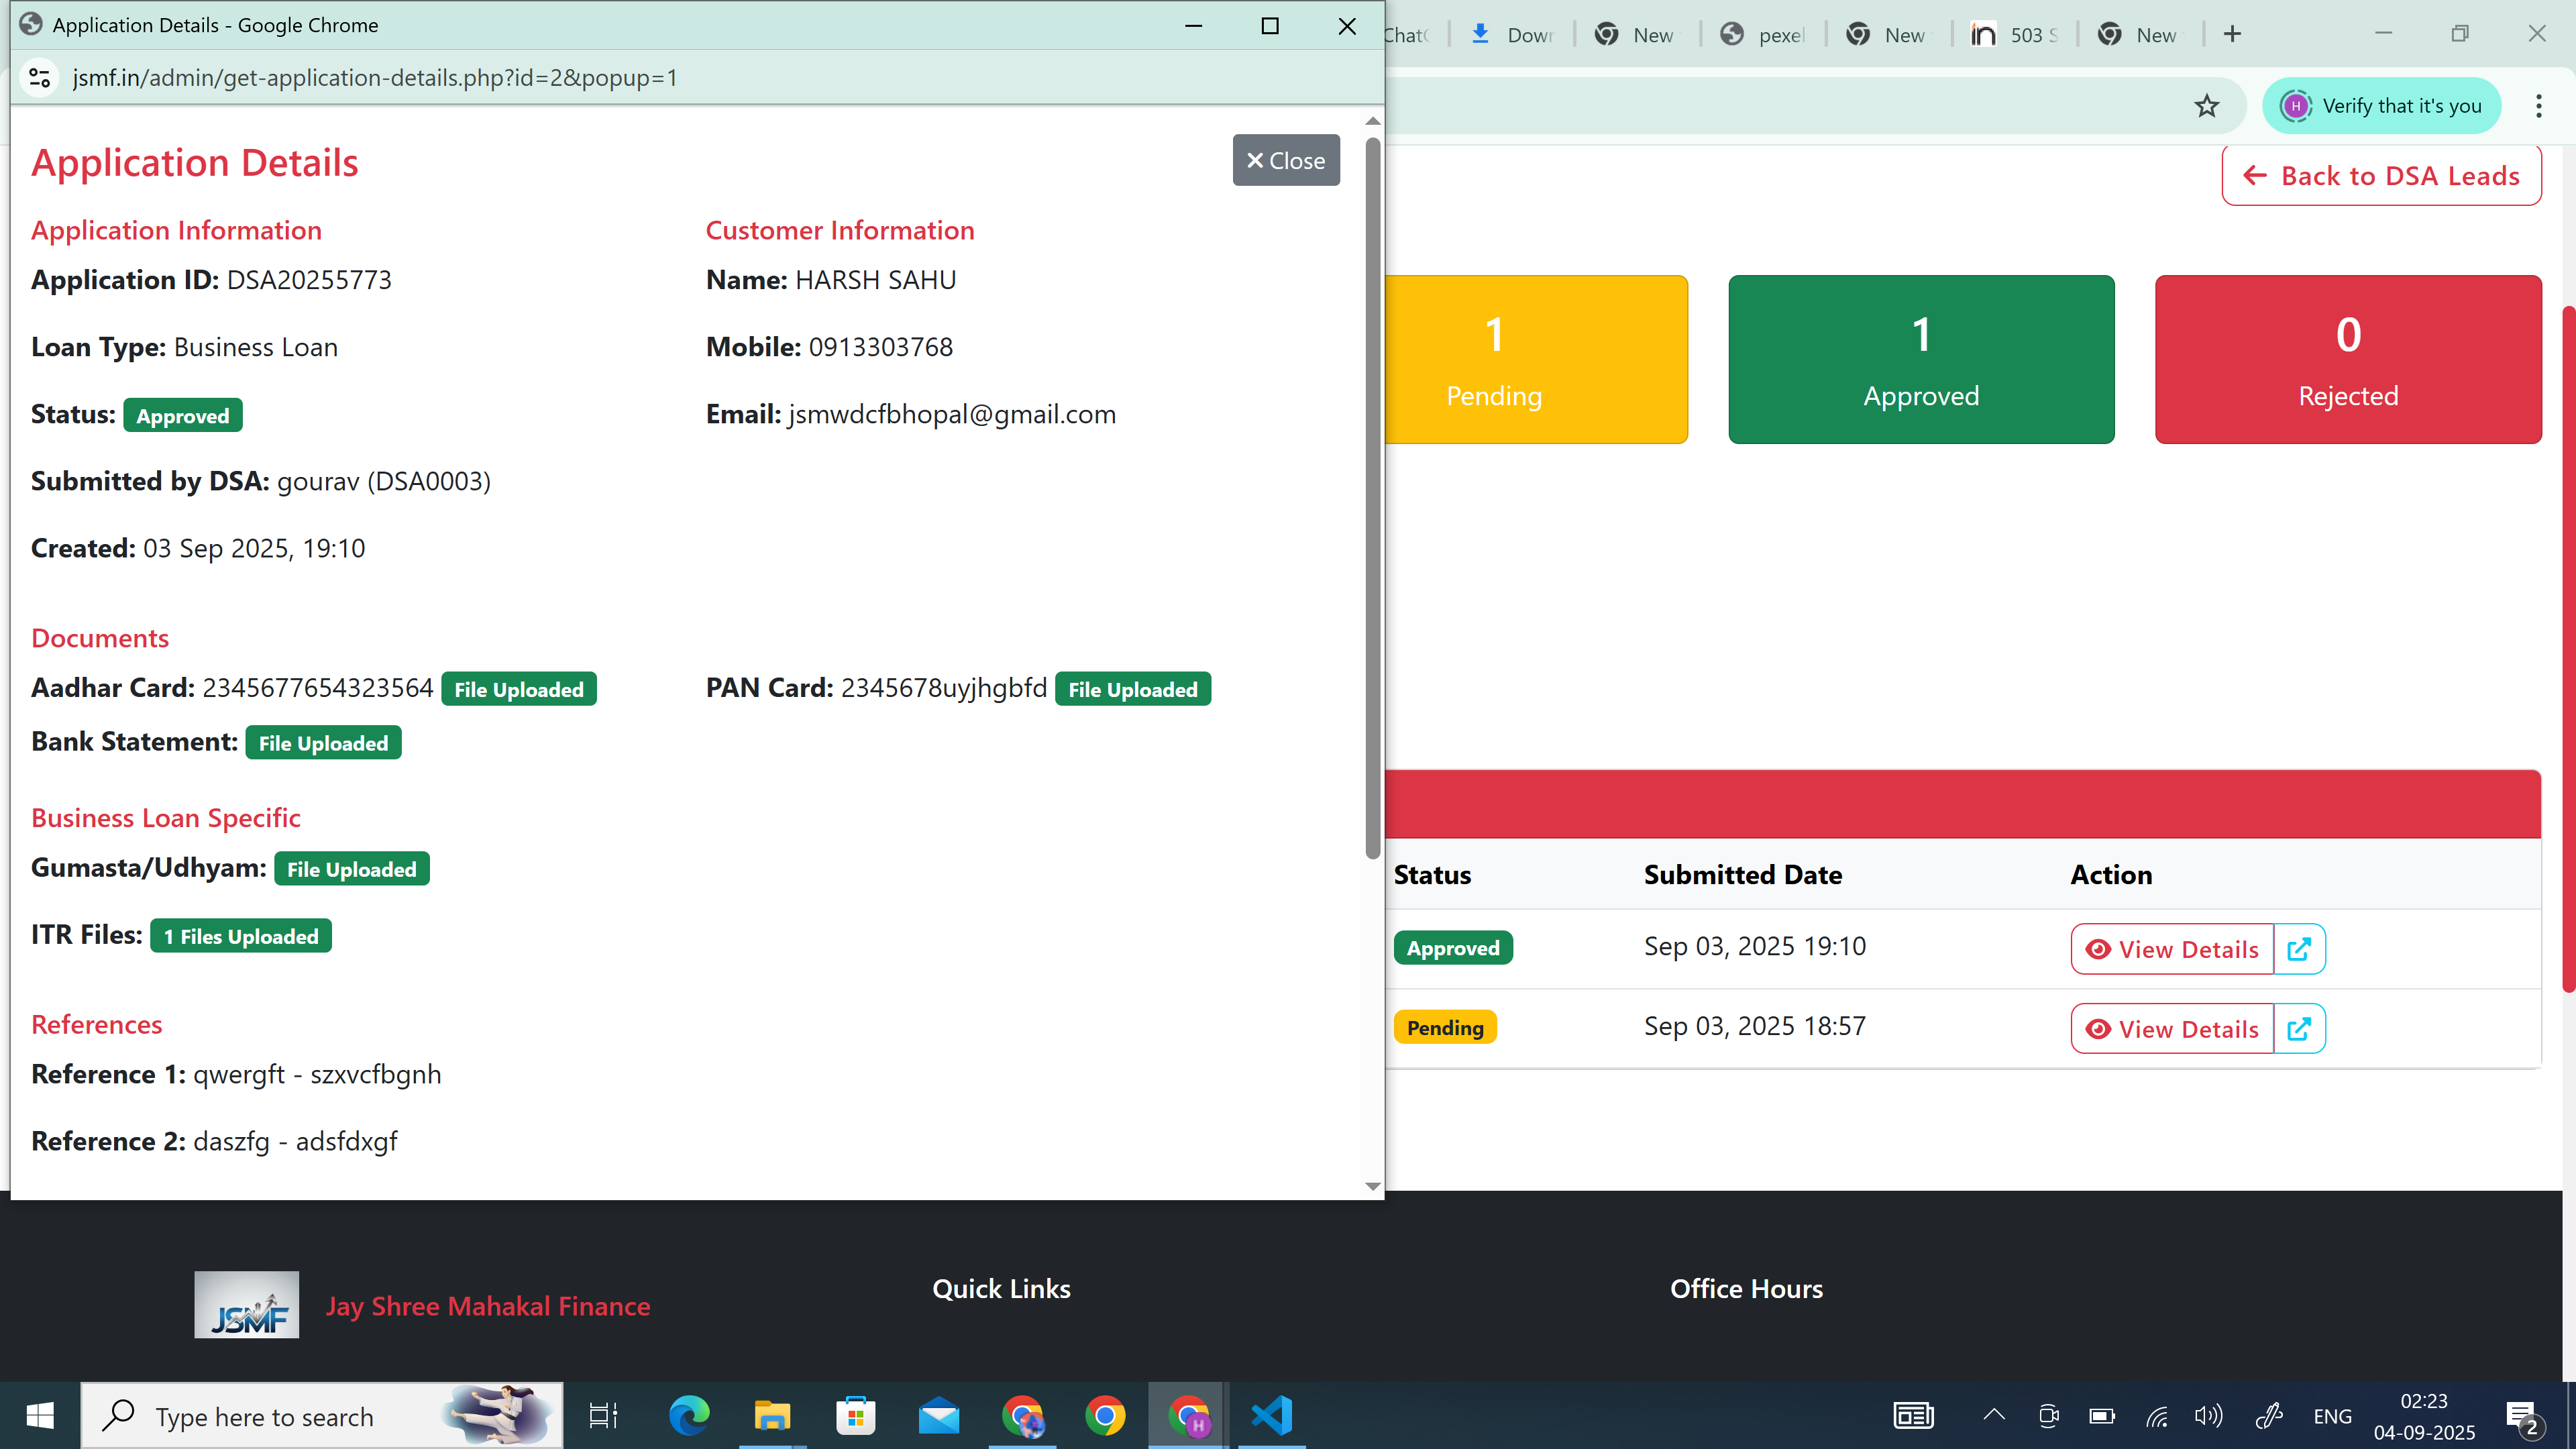 Application Details - Google Chrome
jsmf.in/admin/get-application-details.php?id=2&popup=1
Down
New
pexel
New
503 S
New
Verify that it's you
Application Details
Close
Back to DSA Leads
Application Information
Application ID: DSA20255773
Loan Type: Business Loan
Status: Approved
Submitted by DSA: gourav (DSA0003)
Created: 03 Sep 2025, 19:10
Customer Information
Name: HARSH SAHU
Mobile: 0913303768
Email: jsmwdcfbhopal@gmail.com
1
Pending
1
Approved
0
Rejected
Documents
Aadhar Card: 2345677654323564 File Uploaded
PAN Card: 2345678uyjhgbfd File Uploaded
Bank Statement: File Uploaded
Business Loan Specific
Gumasta/Udhyam: File Uploaded
ITR Files: 1 Files Uploaded
References
Reference 1: qwergft - szxvcfbgnh
Reference 2: daszfg - adsfdxgf
Status Submitted Date Action
Approved Sep 03, 2025 19:10 View Details
Pending Sep 03, 2025 18:57 View Details
JSMF
Jay Shree Mahakal Finance
Quick Links
Office Hours
Type here to search
H
ENG
02:23
04-09-2025
2